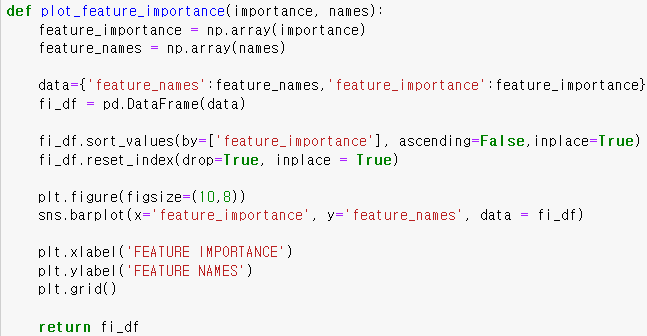 def plot_feature_importance(importance, names):
    feature_importance = np.array(importance)
    feature_names = np.array(names)

    data={'feature_names':feature_names,'feature_importance':feature_importance}
    fi_df = pd.DataFrame(data)

    fi_df.sort_values(by=['feature_importance'], ascending=False,inplace=True)
    fi_df.reset_index(drop=True, inplace = True)

    plt.figure(figsize=(10,8))
    sns.barplot(x='feature_importance', y='feature_names', data = fi_df)

    plt.xlabel('FEATURE IMPORTANCE')
    plt.ylabel('FEATURE NAMES')
    plt.grid()

    return fi_df